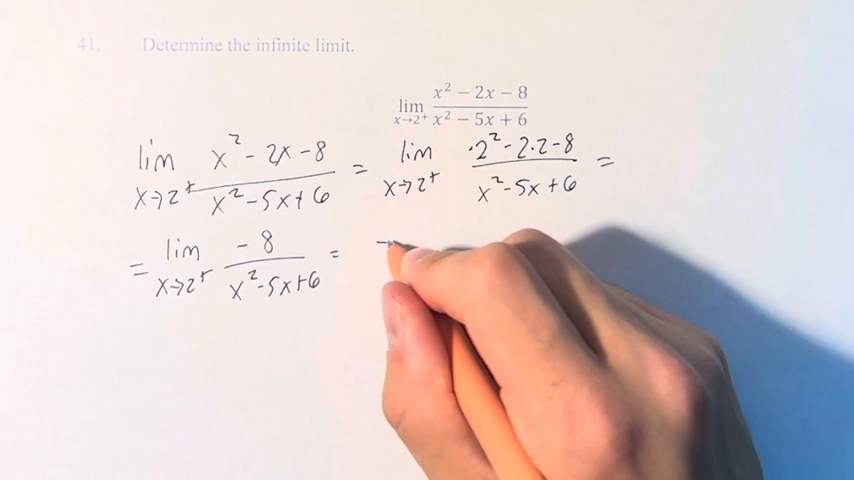 41. Determine the infinite limit.
lim x→2⁺ (x² − 2x − 8)/(x² − 5x + 6)
lim x→2⁺ (x² - 2x - 8)/(x² - 5x + 6) = lim x→2⁺ (·2² - 2·2 - 8)/(x² - 5x + 6) =
= lim x→2⁺ (- 8)/(x² - 5x + 6) =